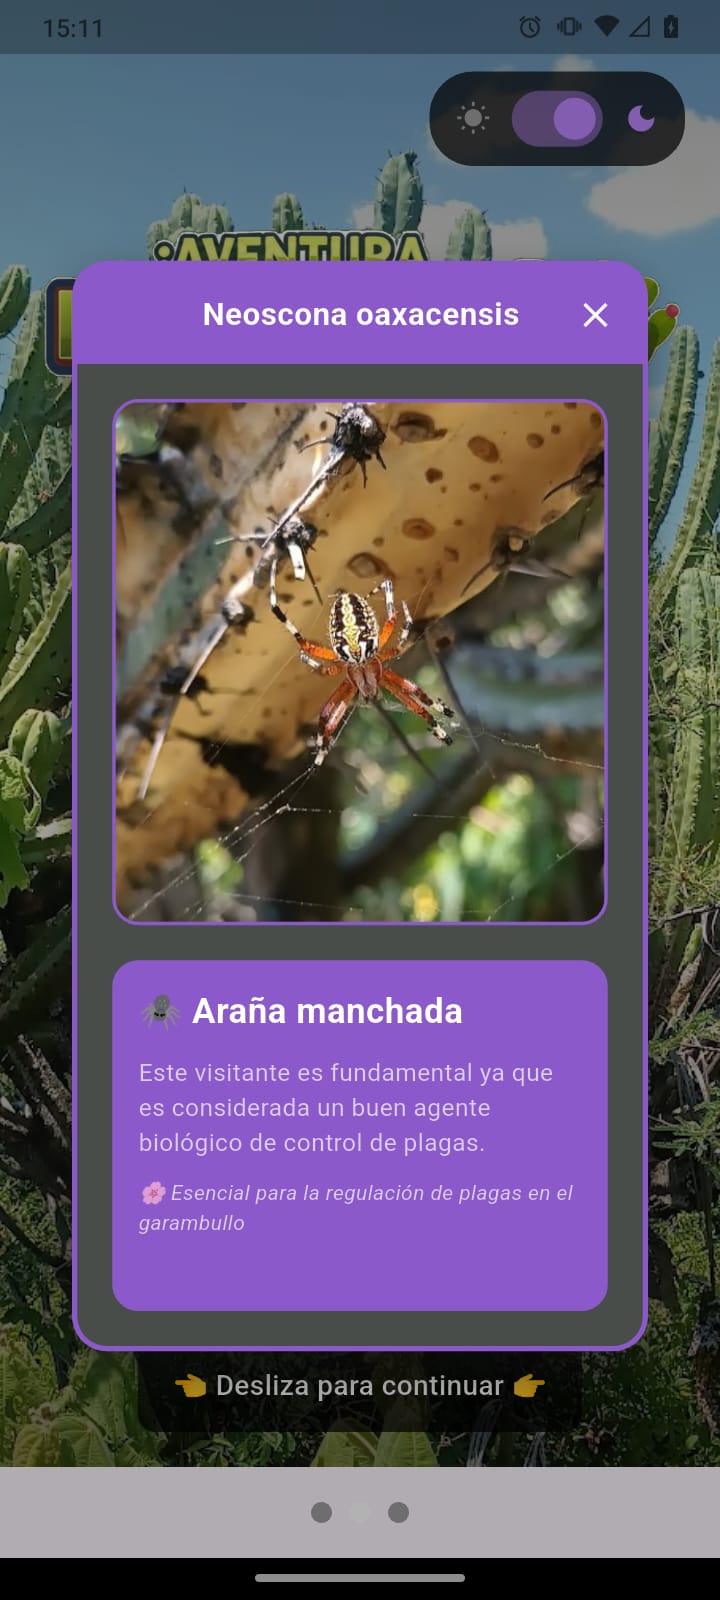 15:11
¡AVENTURA
Neoscona oaxacensis
🕷️ Araña manchada
Este visitante es fundamental ya que
es considerada un buen agente
biológico de control de plagas.
🌸 Esencial para la regulación de plagas en el
garambullo
👈 Desliza para continuar 👉